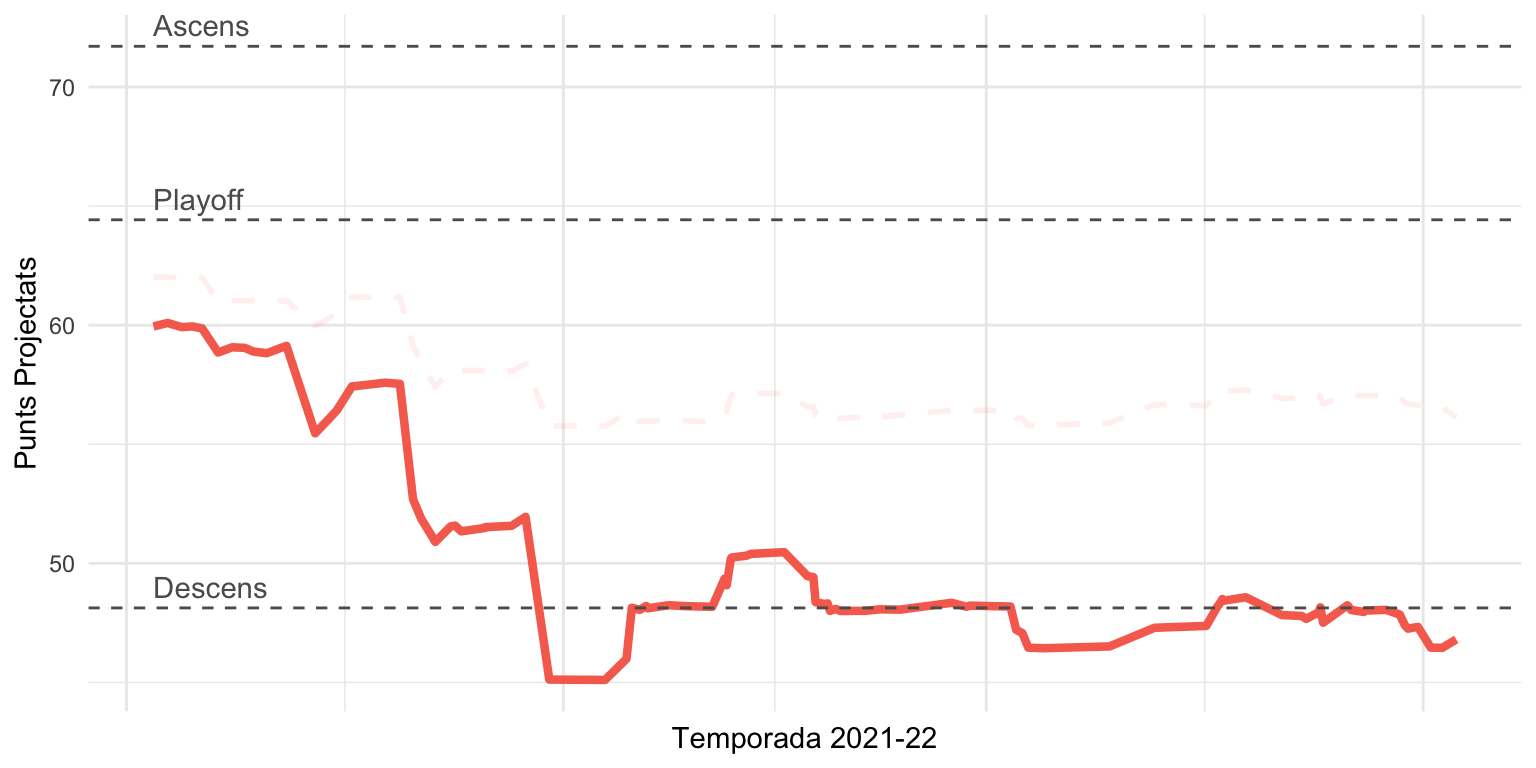 Ascens
70
Playoff
Punts Projectats
60
50
Descens
Temporada 2021-22